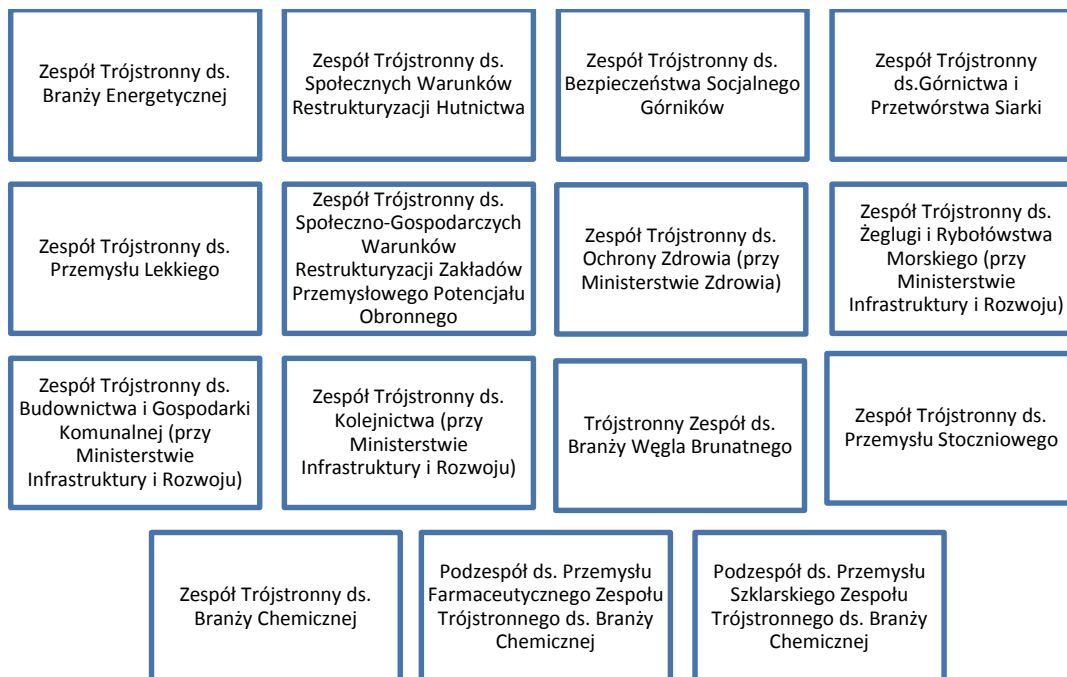 Zespół Trójstronny ds.
Branży Energetycznej
Zespół Trójstronny ds.
Społecznych Warunków
Restrukturyzacji Hutnictwa
Zespół Trójstronny ds.
Bezpieczeństwa Socjalnego
Górników
Zespół Trójstronny
ds.Górnictwa i
Przetwórstwa Siarki
Zespół Trójstronny ds.
Przemysłu Lekkiego
Zespół Trójstronny ds.
Społeczno-Gospodarczych
Warunków
Restrukturyzacji Zakładów
Przemysłowego Potencjału
Obronnego
Zespół Trójstronny ds.
Ochrony Zdrowia (przy
Ministerstwie Zdrowia)
Zespół Trójstronny ds.
Żeglugi i Rybołówstwa
Morskiego (przy
Ministerstwie
Infrastruktury i Rozwoju)
Zespół Trójstronny ds.
Budownictwa i Gospodarki
Komunalnej (przy
Ministerstwie
Infrastruktury i Rozwoju)
Zespół Trójstronny ds.
Kolejnictwa (przy
Ministerstwie
Infrastruktury i Rozwoju)
Trójstronny Zespół ds.
Branży Węgla Brunatnego
Zespół Trójstronny ds.
Przemysłu Stoczniowego
Zespół Trójstronny ds.
Branży Chemicznej
Podzespół ds. Przemysłu
Farmaceutycznego Zespołu
Trójstronnego ds. Branży
Chemicznej
Podzespół ds. Przemysłu
Szklarskiego Zespołu
Trójstronnego ds. Branży
Chemicznej